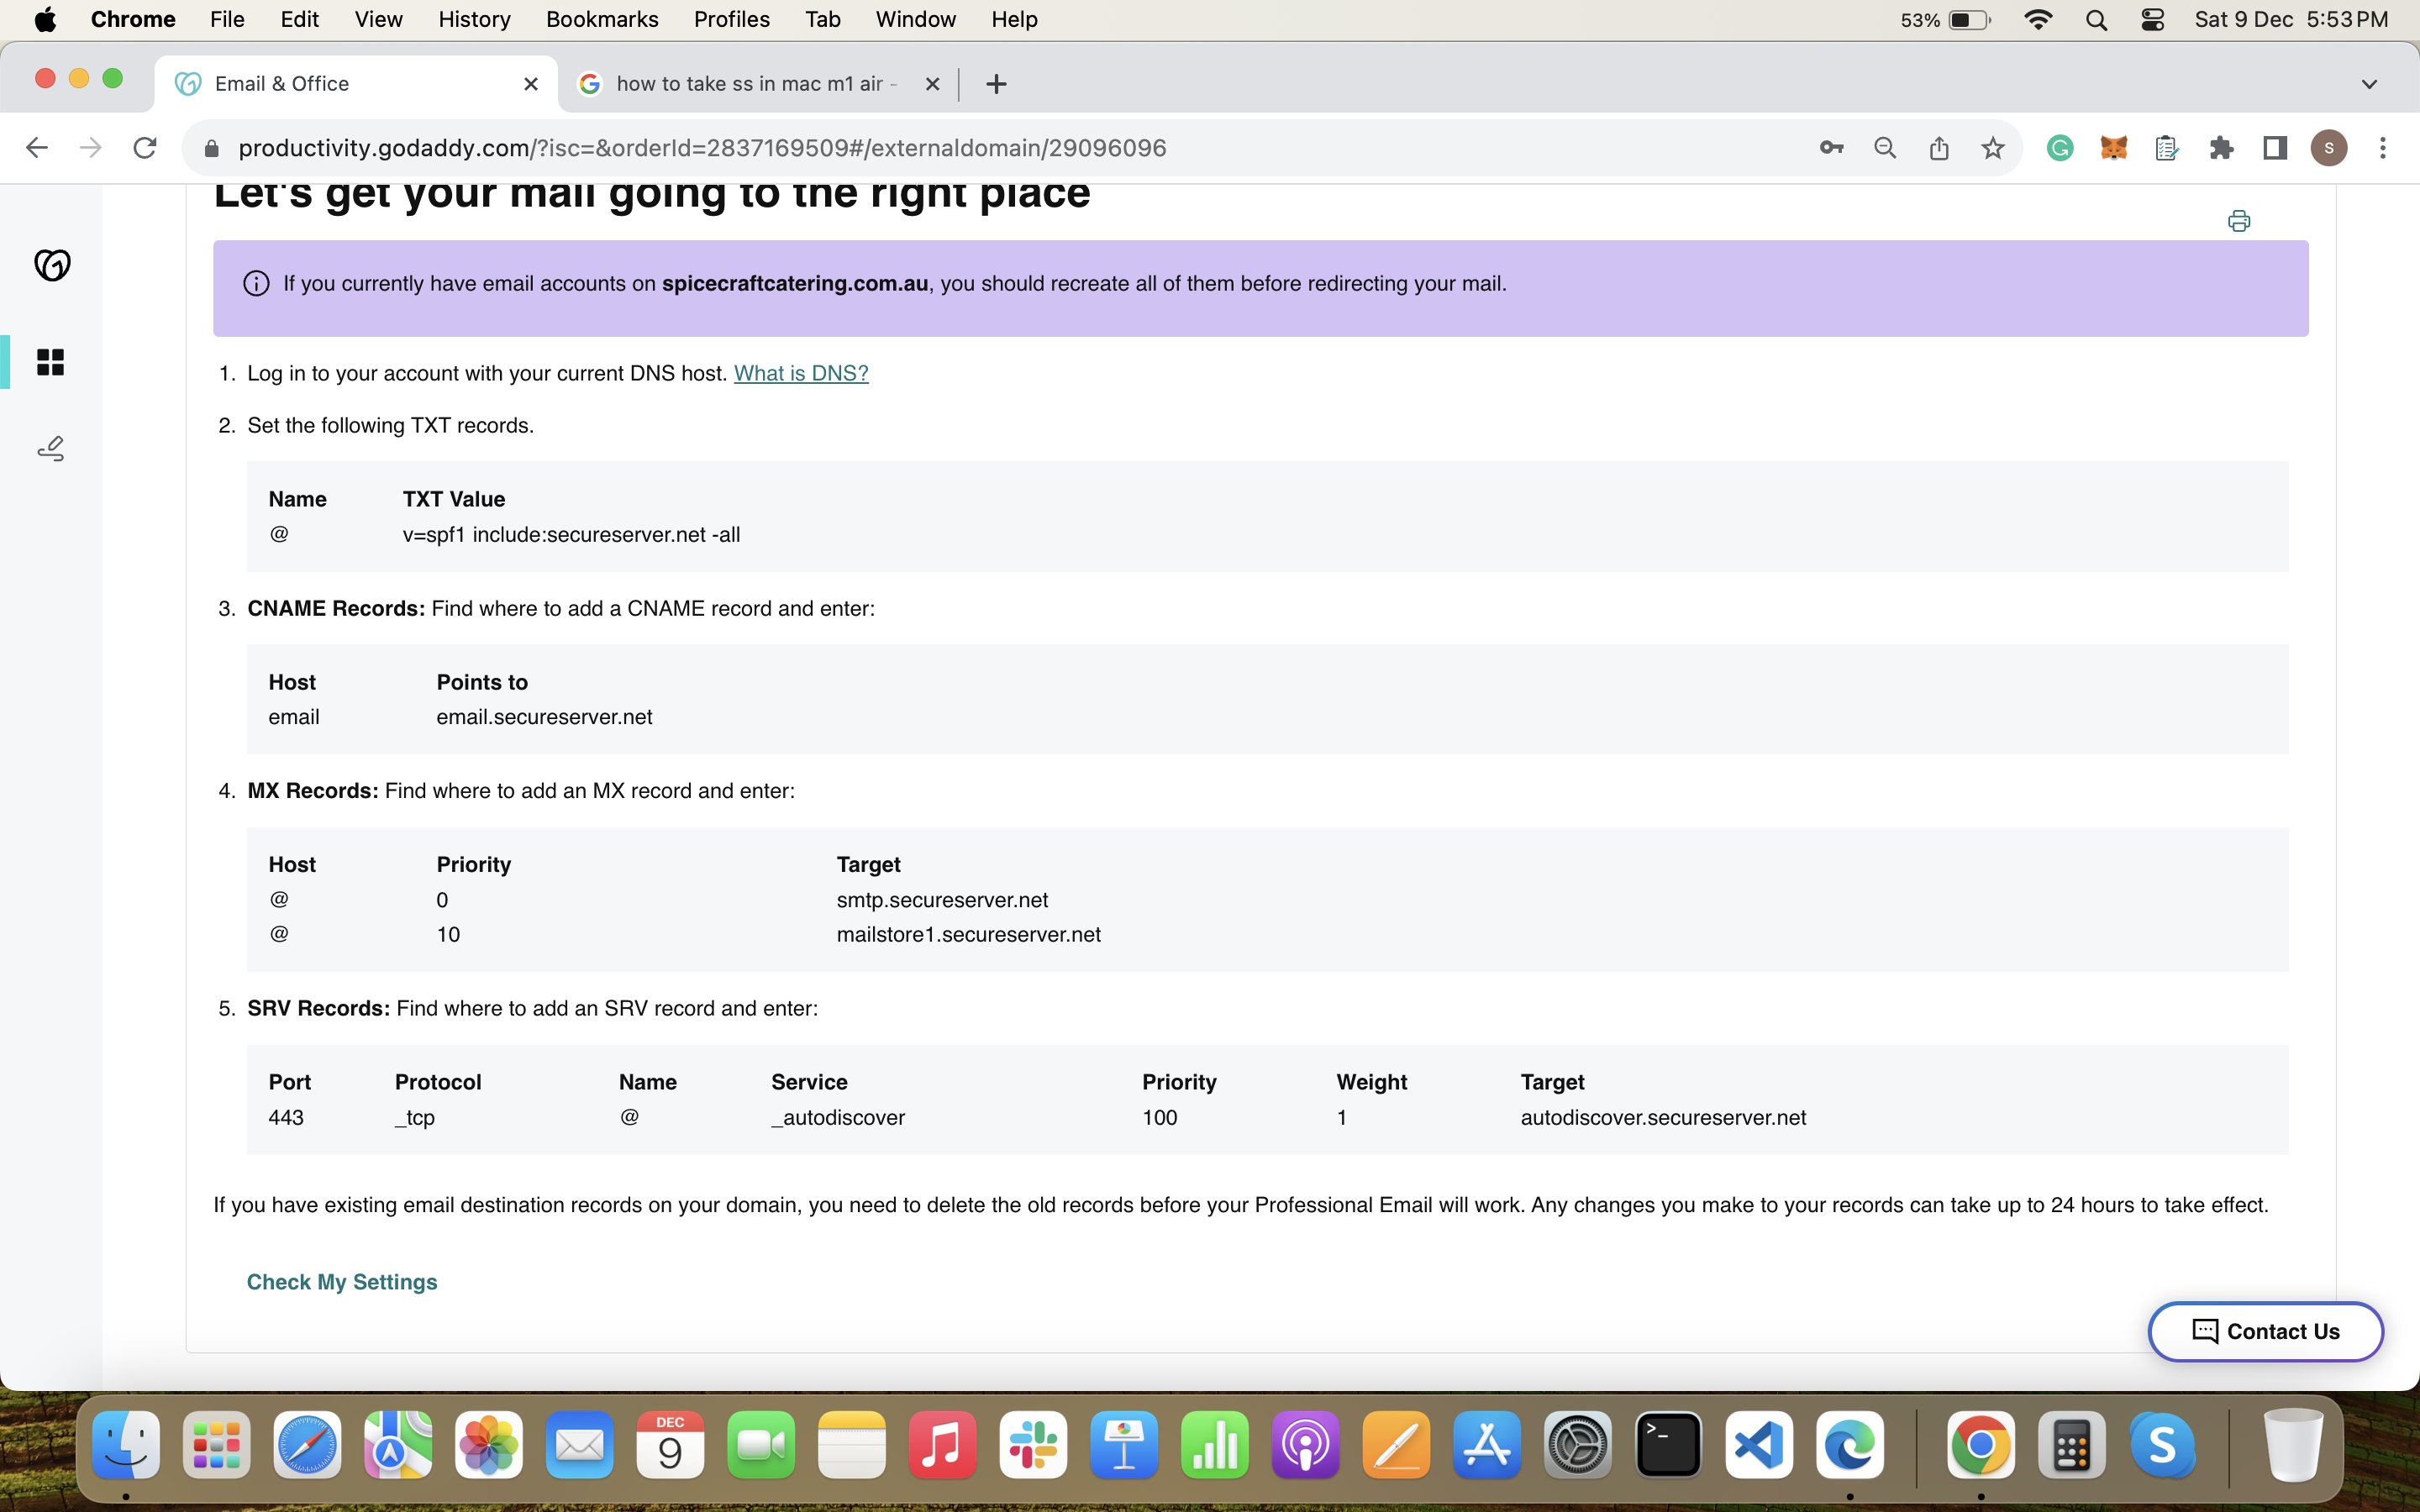 Chrome File Edit View History Bookmarks Profiles Tab Window Help 53% Sat 9 Dec 5:53 PM
Email & Office how to take ss in mac m1 air -
productivity.godaddy.com/?isc=&orderId=2837169509#/externaldomain/29096096 S
Let's get your mail going to the right place
If you currently have email accounts on spicecraftcatering.com.au, you should recreate all of them before redirecting your mail.
1. Log in to your account with your current DNS host. What is DNS?
2. Set the following TXT records.
Name TXT Value
@ v=spf1 include:secureserver.net -all
3. CNAME Records: Find where to add a CNAME record and enter:
Host Points to
email email.secureserver.net
4. MX Records: Find where to add an MX record and enter:
Host Priority Target
@ 0 smtp.secureserver.net
@ 10 mailstore1.secureserver.net
5. SRV Records: Find where to add an SRV record and enter:
Port Protocol Name Service Priority Weight Target
443 _tcp @ _autodiscover 100 1 autodiscover.secureserver.net
If you have existing email destination records on your domain, you need to delete the old records before your Professional Email will work. Any changes you make to your records can take up to 24 hours to take effect.
Check My Settings
Contact Us
DEC
9